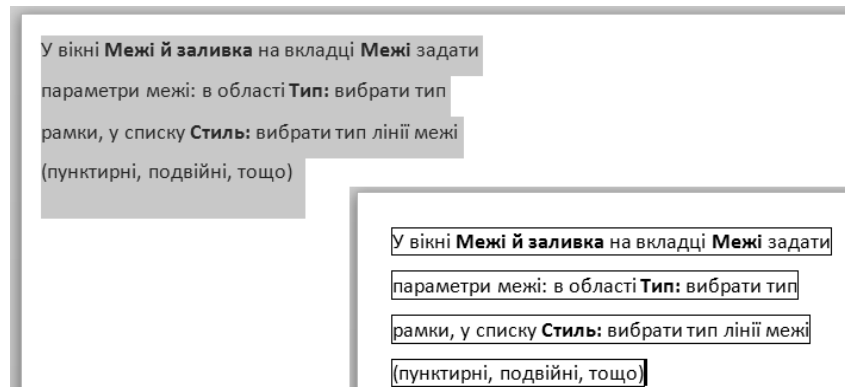 У вікні Межі й заливка на вкладці Межі задати
параметри межі: в області Тип: вибрати тип
рамки, у списку Стиль: вибрати тип лінії межі
(пунктирні, подвійні, тощо)
У вікні Межі й заливка на вкладці Межі задати
параметри межі: в області Тип: вибрати тип
рамки, у списку Стиль: вибрати тип лінії межі
(пунктирні, подвійні, тощо)